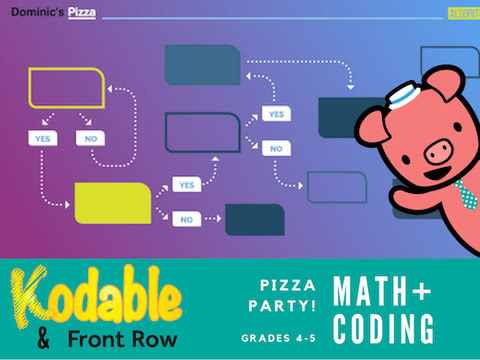 Dominic's Pizza
YES
NO
YES
NO
YES
NO
Kodable
& Front Row
PIZZA
PARTY!
GRADES 4-5
MATH+
CODING